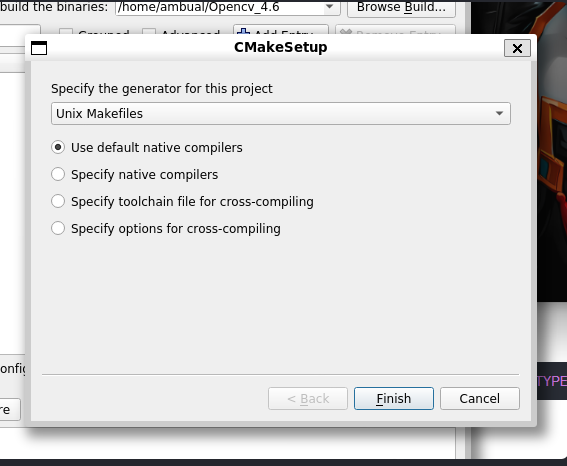 build the binaries: /home/ambual/Opencv_4.6 Browse Build...
Grouped Advanced Add Entry Remove Entry
CMakeSetup
Specify the generator for this project
Unix Makefiles
Use default native compilers
Specify native compilers
Specify toolchain file for cross-compiling
Specify options for cross-compiling
TYPE
< Back Finish Cancel